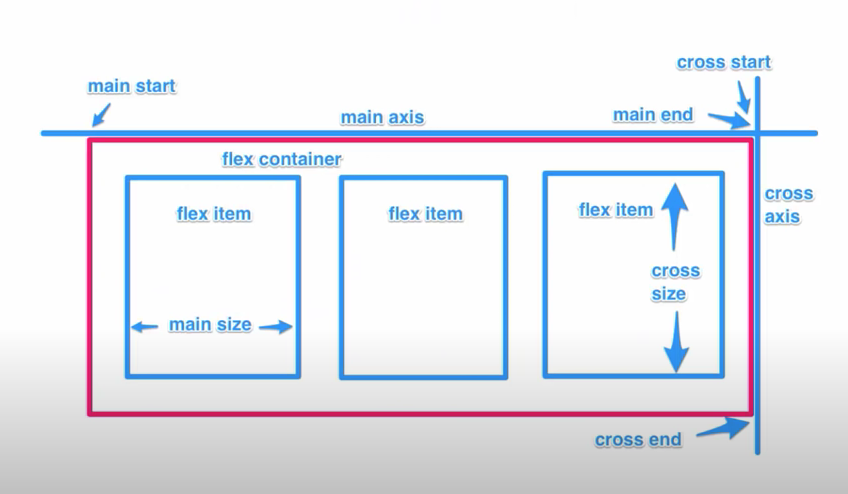 cross start
main start
main axis
main end
flex container
cross
axis
flex item
flex item
flex item
cross
size
main size
cross end